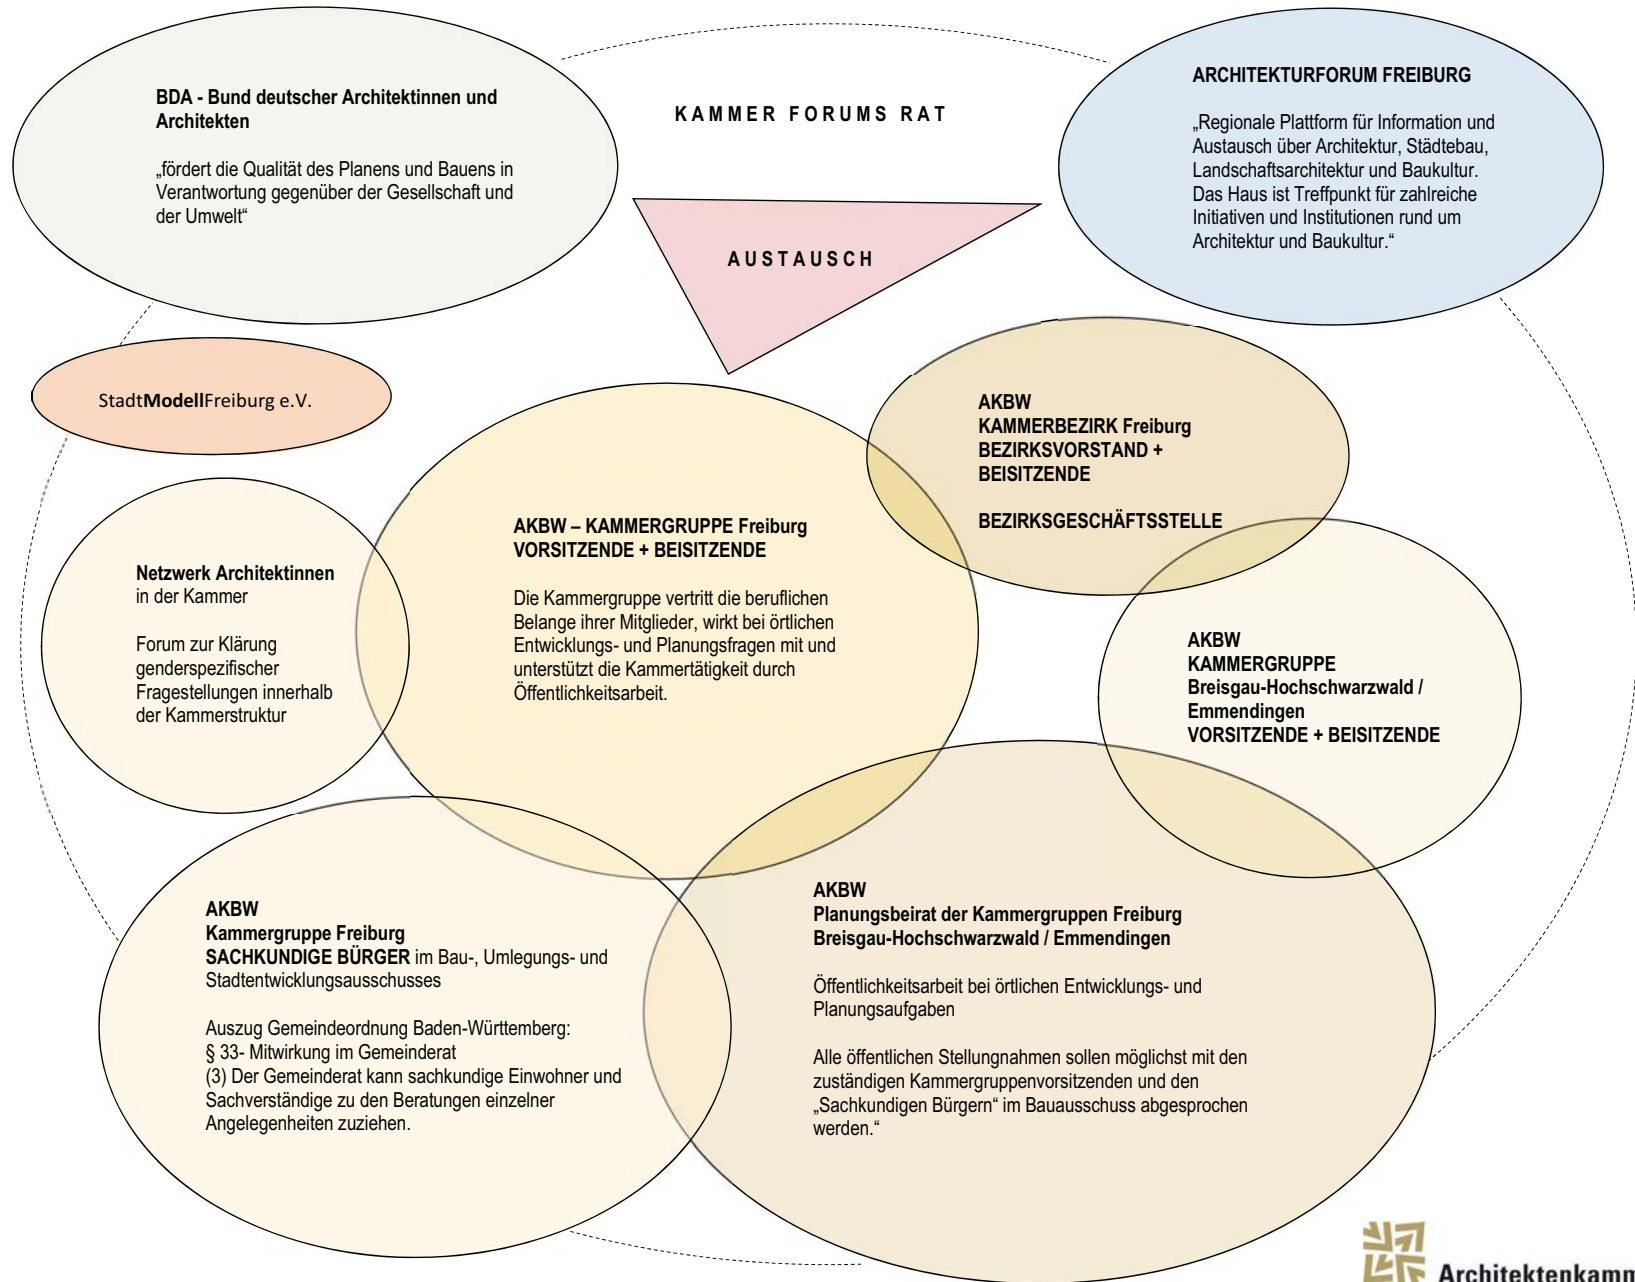 BDA - Bund deutscher Architektinnen und
Architekten
„fördert die Qualität des Planens und Bauens in
Verantwortung gegenüber der Gesellschaft und
der Umwelt“
KAMMER FORUMS RAT
AUSTAUSCH
ARCHITEKTURFORUM FREIBURG
„Regionale Plattform für Information und
Austausch über Architektur, Städtebau,
Landschaftsarchitektur und Baukultur.
Das Haus ist Treffpunkt für zahlreiche
Initiativen und Institutionen rund um
Architektur und Baukultur.“
StadtModellFreiburg e.V.
AKBW
KAMMERBEZIRK Freiburg
BEZIRKSVORSTAND +
BEISITZENDE
BEZIRKSGESCHÄFTSSTELLE
AKBW – KAMMERGRUPPE Freiburg
VORSITZENDE + BEISITZENDE
Die Kammergruppe vertritt die beruflichen
Belange ihrer Mitglieder, wirkt bei örtlichen
Entwicklungs- und Planungsfragen mit und
unterstützt die Kammertätigkeit durch
Öffentlichkeitsarbeit.
Netzwerk Architektinnen
in der Kammer
Forum zur Klärung
genderspezifischer
Fragestellungen innerhalb
der Kammerstruktur
AKBW
KAMMERGRUPPE
Breisgau-Hochschwarzwald /
Emmendingen
VORSITZENDE + BEISITZENDE
AKBW
Kammergruppe Freiburg
SACHKUNDIGE BÜRGER im Bau-, Umlegungs- und
Stadtentwicklungsausschusses
Auszug Gemeindeordnung Baden-Württemberg:
§ 33- Mitwirkung im Gemeinderat
(3) Der Gemeinderat kann sachkundige Einwohner und
Sachverständige zu den Beratungen einzelner
Angelegenheiten zuziehen.
AKBW
Planungsbeirat der Kammergruppen Freiburg
Breisgau-Hochschwarzwald / Emmendingen
Öffentlichkeitsarbeit bei örtlichen Entwicklungs- und
Planungsaufgaben
Alle öffentlichen Stellungnahmen sollen möglichst mit den
zuständigen Kammergruppenvorsitzenden und den
„Sachkundigen Bürgern“ im Bauausschuss abgesprochen
werden.“